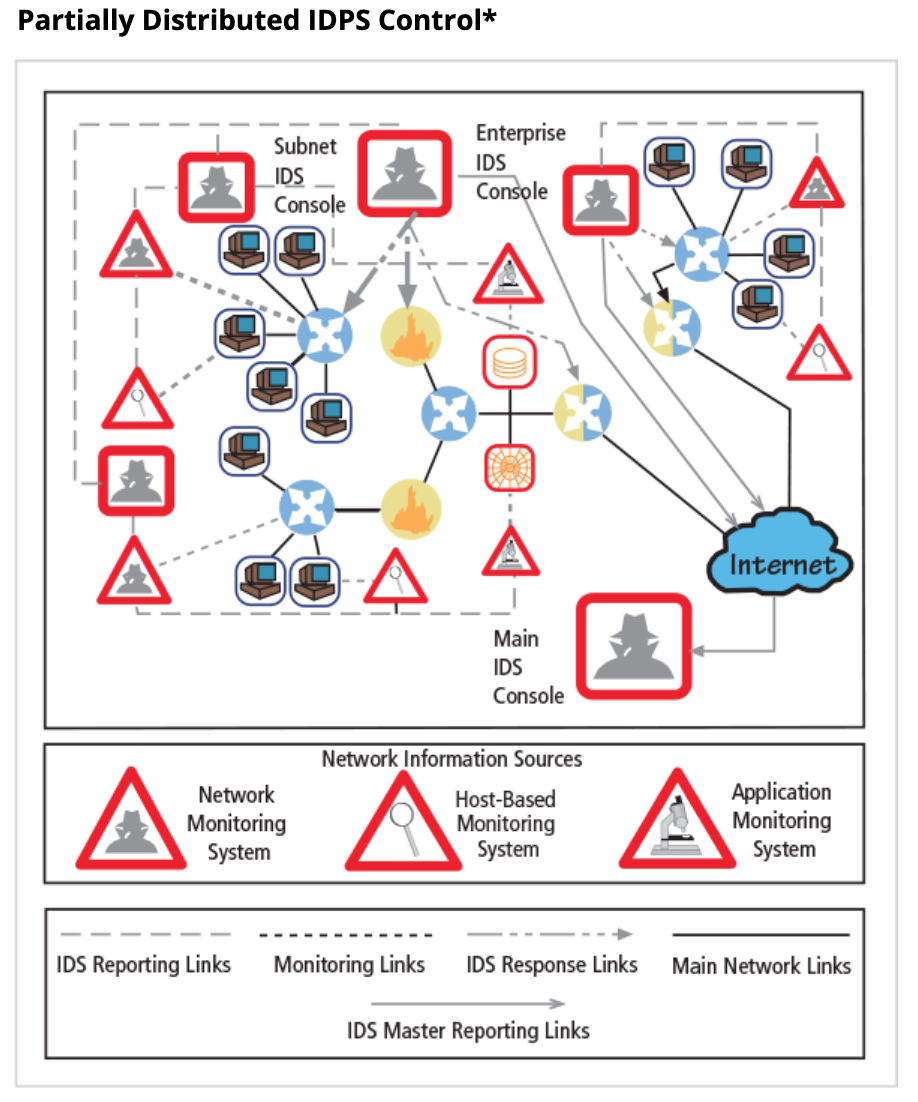 Partially Distributed IDPS Control*
Subnet
IDS
Console
Enterprise
IDS
Console
Internet
Main
IDS
Console
Network Information Sources
Network
Monitoring
System
Host-Based
Monitoring
System
Application
Monitoring
System
IDS Reporting Links
Monitoring Links
IDS Response Links
Main Network Links
IDS Master Reporting Links